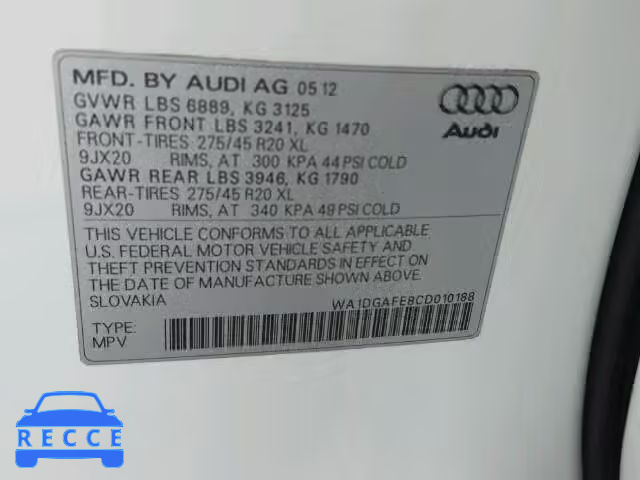 MFD. BY AUDI AG 05 12
GVWR LBS 6889, KG 3125
GAWR FRONT LBS 3241, KG 1470
FRONT-TIRES 275/45 R20 XL
9JX20 RIMS, AT 300 KPA 44 PSI COLD
GAWR REAR LBS 3946, KG 1790
REAR-TIRES 275/45 R20 XL
9JX20 RIMS, AT 340 KPA 49 PSI COLD
Audi
THIS VEHICLE CONFORMS TO ALL APPLICABLE
U.S. FEDERAL MOTOR VEHICLE SAFETY AND
THEFT PREVENTION STANDARDS IN EFFECT ON
THE DATE OF MANUFACTURE SHOWN ABOVE.
SLOVAKIA
WA1DGAFE8CD010188
TYPE:
MPV
RECCE